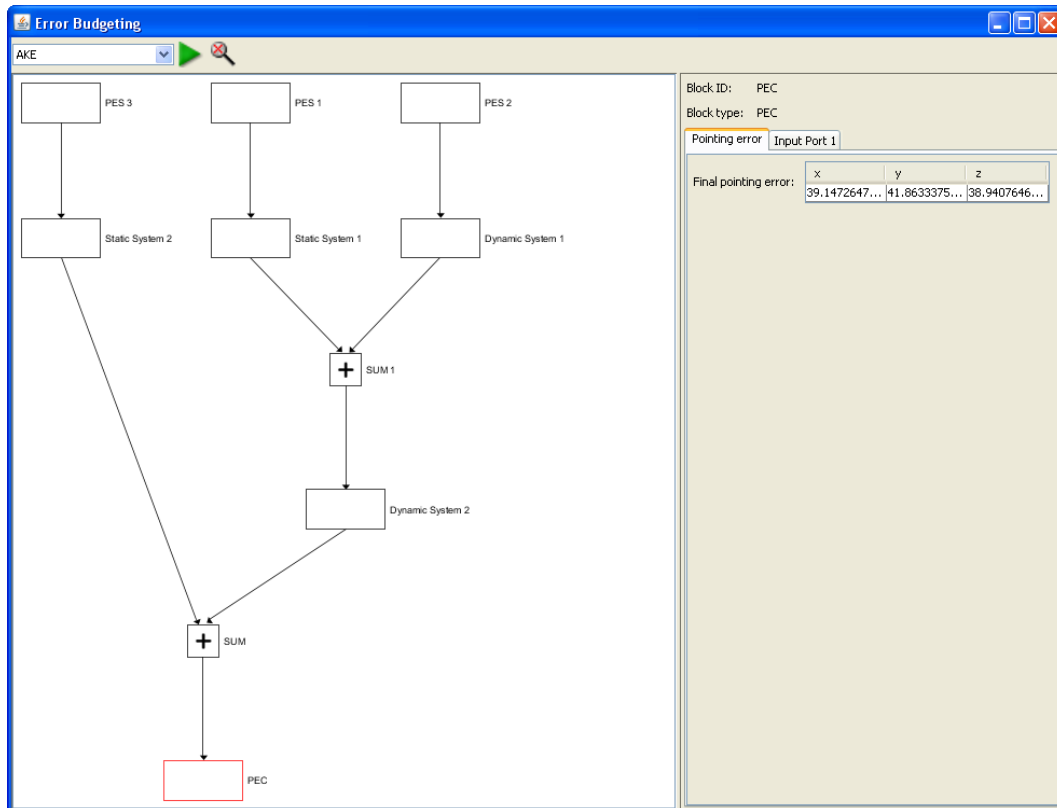 Error Budgeting
AKE
PES 3
PES 1
PES 2
Static System 2
Static System 1
Dynamic System 1
+
SUM 1
Dynamic System 2
+
SUM
PEC
Block ID: PEC
Block type: PEC
Pointing error
Input Port 1
Final pointing error:
x y z
39.1472647... 41.8633375... 38.9407646...